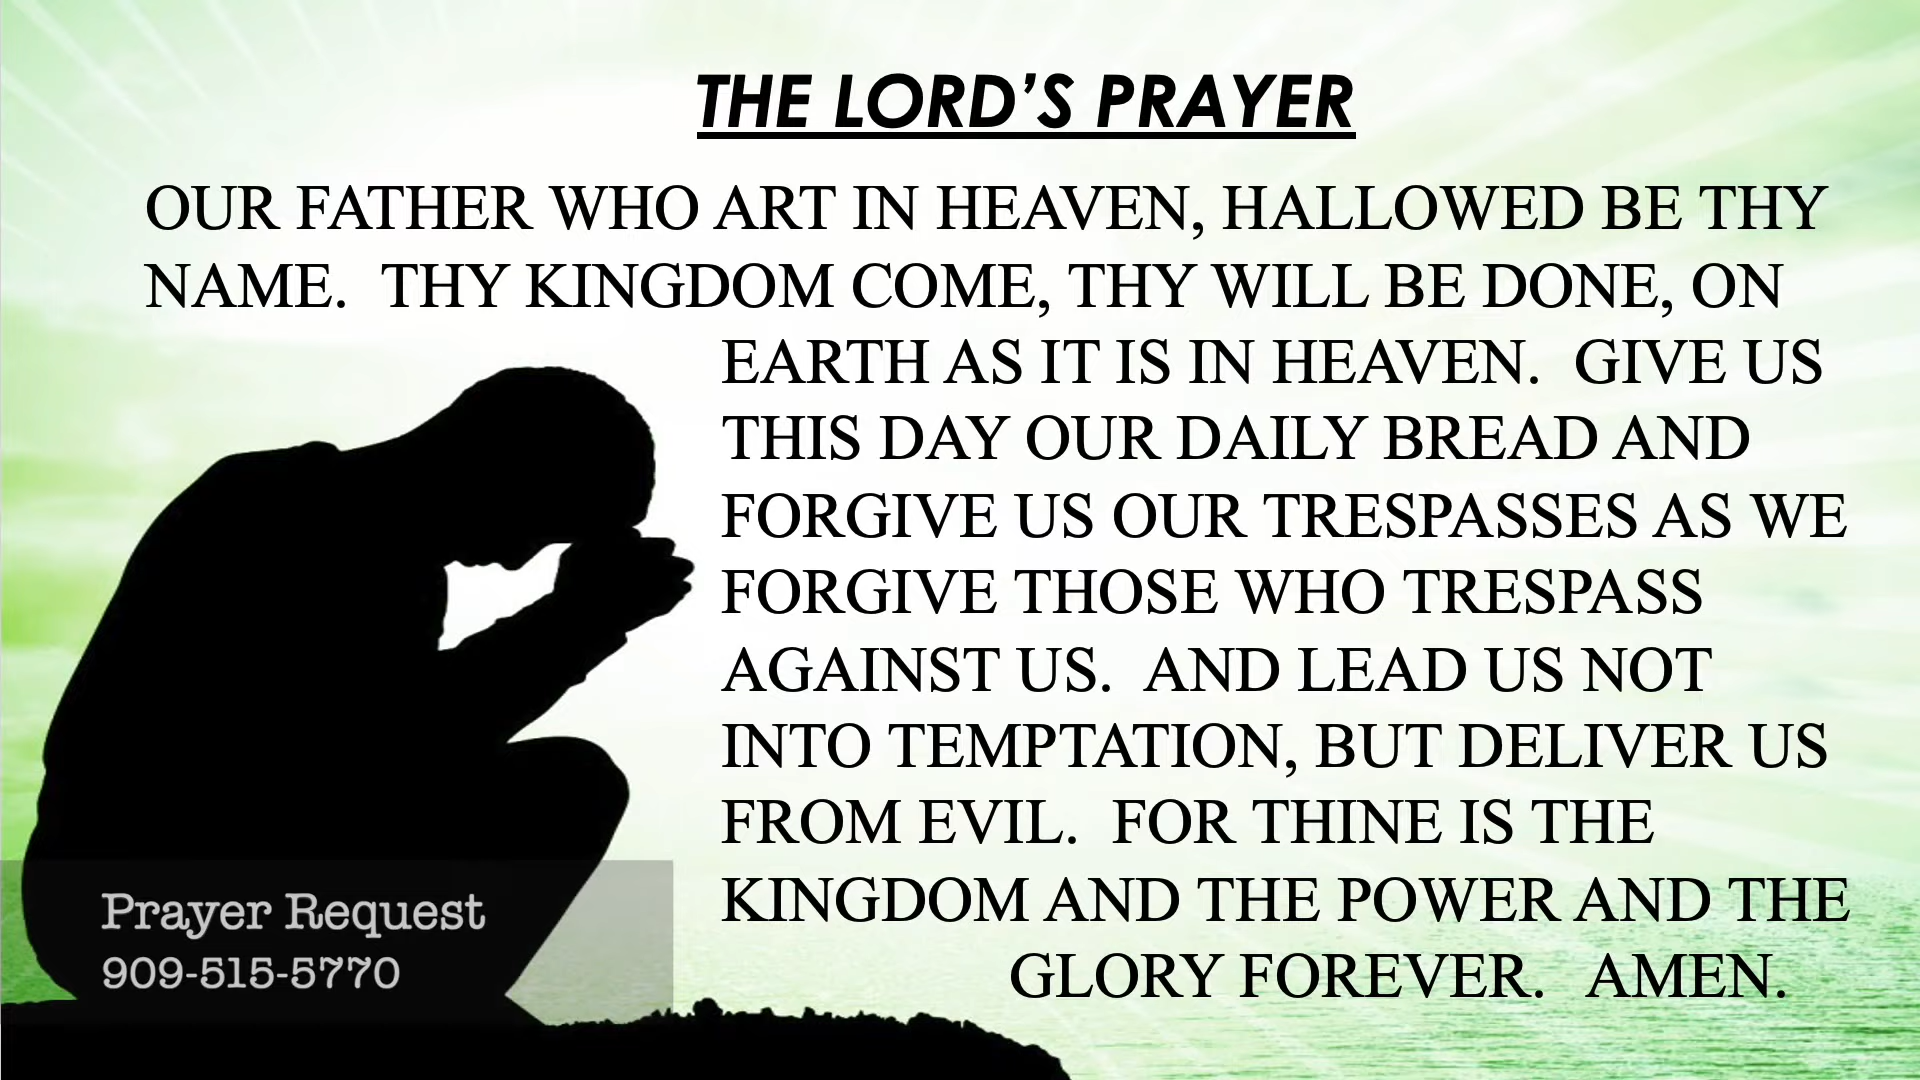 THE LORD’S PRAYER
OUR FATHER WHO ART IN HEAVEN, HALLOWED BE THY
NAME.  THY KINGDOM COME, THY WILL BE DONE, ON
EARTH AS IT IS IN HEAVEN.  GIVE US
THIS DAY OUR DAILY BREAD AND
FORGIVE US OUR TRESPASSES AS WE
FORGIVE THOSE WHO TRESPASS
AGAINST US.  AND LEAD US NOT
INTO TEMPTATION, BUT DELIVER US
FROM EVIL.  FOR THINE IS THE
KINGDOM AND THE POWER AND THE
GLORY FOREVER.  AMEN.
Prayer Request
909-515-5770